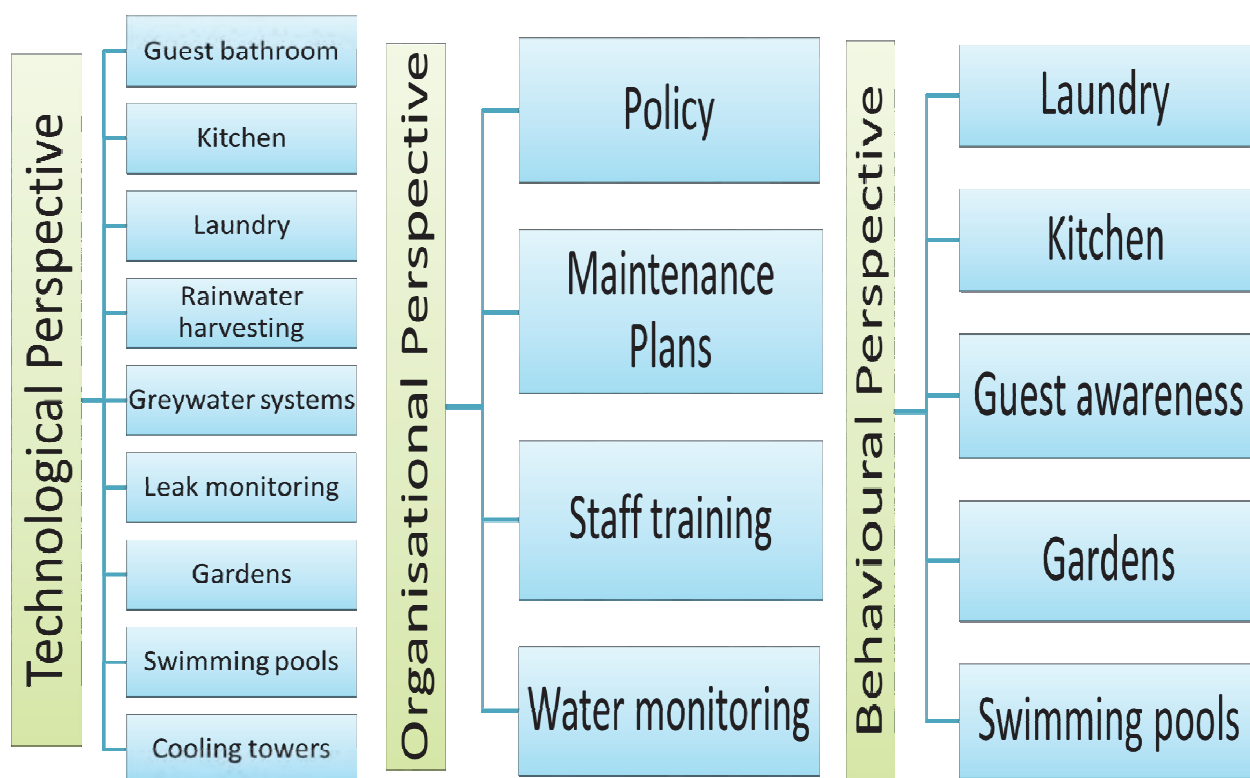 Technological Perspective
Guest bathroom
Kitchen
Laundry
Rainwater
harvesting
Greywater systems
Leak monitoring
Gardens
Swimming pools
Cooling towers
Organisational Perspective
Policy
Maintenance
Plans
Staff training
Water monitoring
Behavioural Perspective
Laundry
Kitchen
Guest awareness
Gardens
Swimming pools